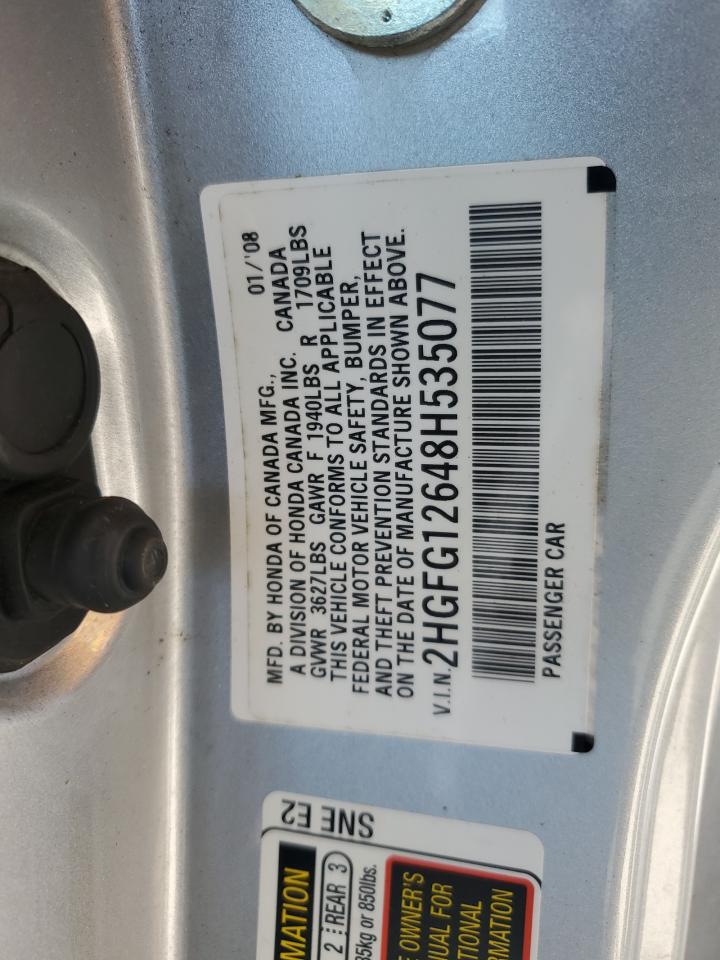 01/'08
MFD. BY HONDA OF CANADA MFG.,
A DIVISION OF HONDA CANADA INC. CANADA
GVWR 3627LBS GAWR F 1940LBS R 1709LBS
THIS VEHICLE CONFORMS TO ALL APPLICABLE
FEDERAL MOTOR VEHICLE SAFETY, BUMPER,
AND THEFT PREVENTION STANDARDS IN EFFECT
ON THE DATE OF MANUFACTURE SHOWN ABOVE.
V.I.N. 2HGFG12648H535077
PASSENGER CAR
SNE E2
MATION
2 REAR 3
85kg or 850lbs.
E OWNER'S
UAL FOR
TIONAL
ORMATION